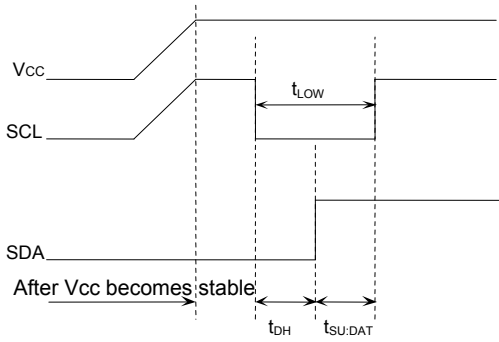 VCC
tLOW
SCL
SDA
After Vcc becomes stable
tDH
tSU:DAT